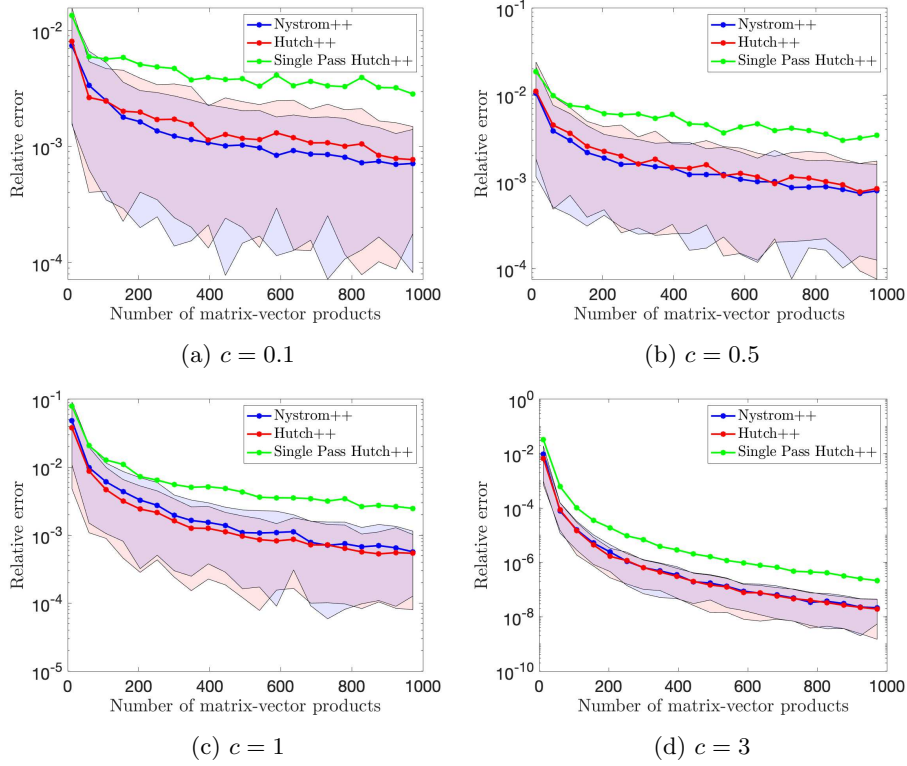 Nystrom++
Hutch++
Single Pass Hutch++
Relative error
10^-2
10^-3
10^-4
0 200 400 600 800 1000
Number of matrix-vector products
(a) c = 0.1
Nystrom++
Hutch++
Single Pass Hutch++
Relative error
10^-1
10^-2
10^-3
10^-4
0 200 400 600 800 1000
Number of matrix-vector products
(b) c = 0.5
Nystrom++
Hutch++
Single Pass Hutch++
Relative error
10^-1
10^-2
10^-3
10^-4
10^-5
0 200 400 600 800 1000
Number of matrix-vector products
(c) c = 1
Nystrom++
Hutch++
Single Pass Hutch++
Relative error
10^0
10^-2
10^-4
10^-6
10^-8
10^-10
0 200 400 600 800 1000
Number of matrix-vector products
(d) c = 3